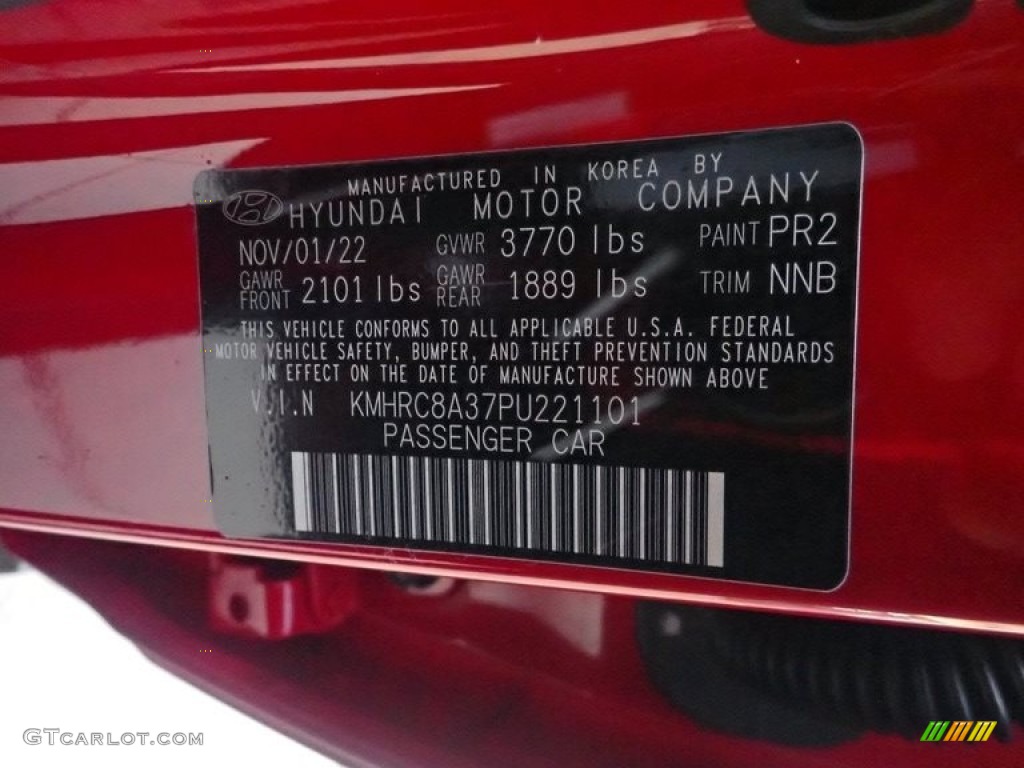 MANUFACTURED IN KOREA BY
HYUNDAI MOTOR COMPANY
NOV/01/22 GVWR 3770 lbs PAINT PR2
GAWR FRONT 2101 lbs GAWR REAR 1889 lbs TRIM NNB
THIS VEHICLE CONFORMS TO ALL APPLICABLE U.S.A. FEDERAL
MOTOR VEHICLE SAFETY, BUMPER, AND THEFT PREVENTION STANDARDS
IN EFFECT ON THE DATE OF MANUFACTURE SHOWN ABOVE
V.I.N KMHRC8A37PU221101
PASSENGER CAR
GTCARLOT.COM